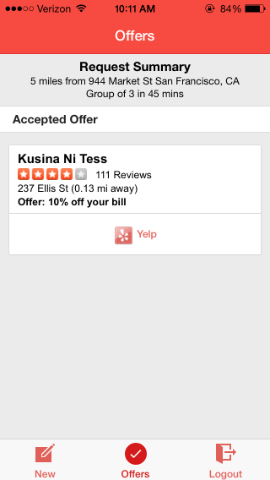 Verizon 10:11 AM 84%
Offers
Request Summary
5 miles from 944 Market St San Francisco, CA
Group of 3 in 45 mins
Accepted Offer
Kusina Ni Tess
111 Reviews
237 Ellis St (0.13 mi away)
Offer: 10% off your bill
Yelp
New Offers Logout